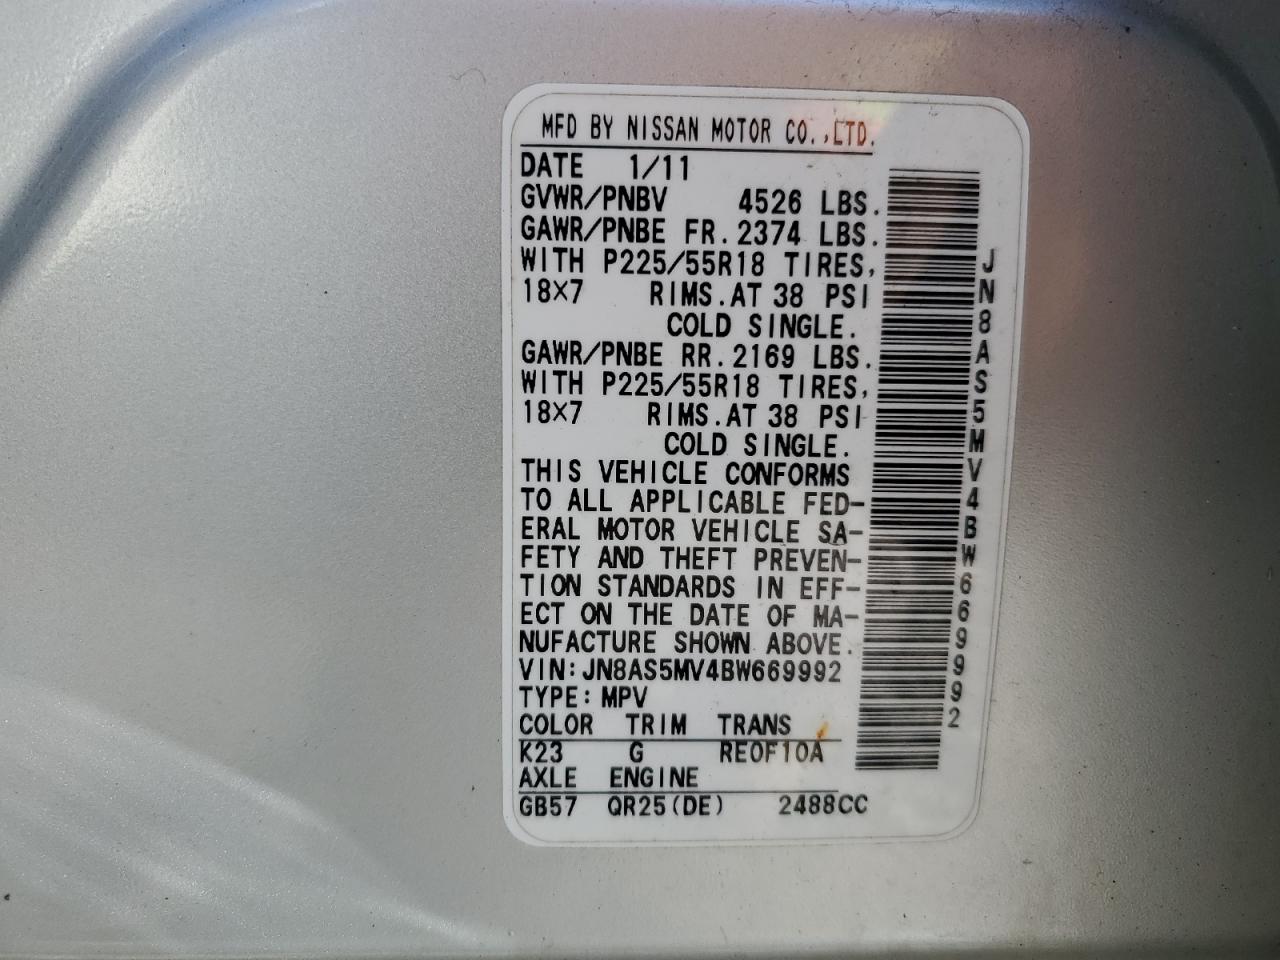 MFD BY NISSAN MOTOR CO.,LTD.
DATE 1/11
GVWR/PNBV 4526 LBS.
GAWR/PNBE FR. 2374 LBS.
WITH P225/55R18 TIRES,
18X7 RIMS. AT 38 PSI
COLD SINGLE.
GAWR/PNBE RR. 2169 LBS.
WITH P225/55R18 TIRES,
18X7 RIMS. AT 38 PSI
COLD SINGLE.
THIS VEHICLE CONFORMS
TO ALL APPLICABLE FED-
ERAL MOTOR VEHICLE SA-
FETY AND THEFT PREVEN-
TION STANDARDS IN EFF-
ECT ON THE DATE OF MA-
NUFACTURE SHOWN ABOVE.
VIN:JN8AS5MV4BW669992
TYPE:MPV
COLOR TRIM TRANS
K23 G RE0F10A
AXLE ENGINE
GB57 QR25(DE) 2488CC
JN8AS5MV4BW669992